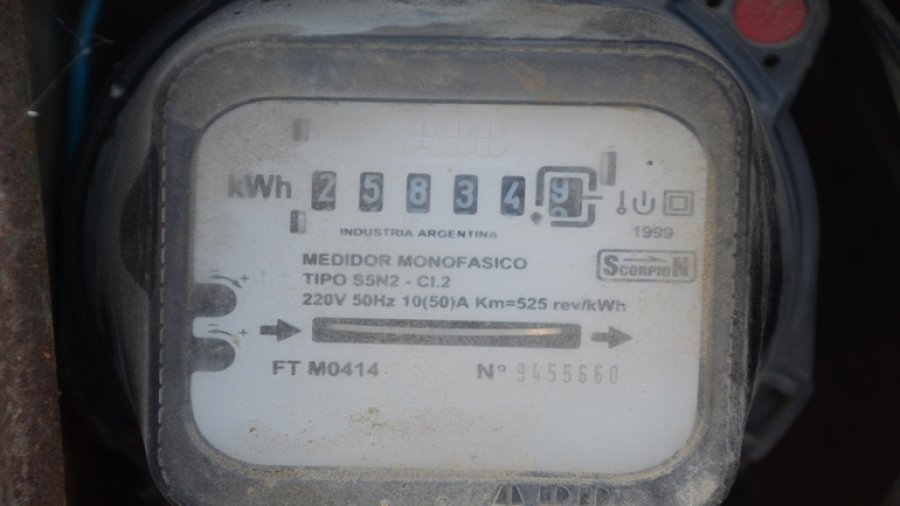 ABB
kWh 2 5 8 3 4 9
INDUSTRIA ARGENTINA
1999
MEDIDOR MONOFASICO
SCORPION
TIPO S5N2 - Cl.2
220V 50Hz 10(50)A Km=525 rev/kWh
- +
- +
FT M0414 N° 9455660